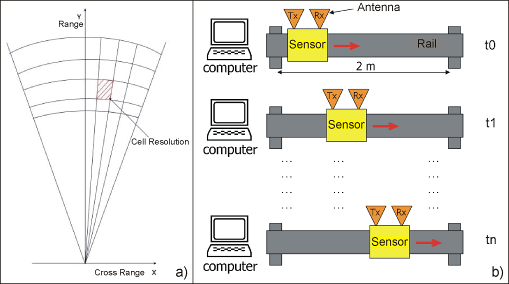 Y
Range
Cell Resolution
Cross Range X
a)
Antenna
Tx
Rx
Sensor
Rail
t0
computer
2 m
Tx
Rx
Sensor
t1
computer
... ... ...
... ... ...
Tx
Rx
Sensor
tn
computer
b)